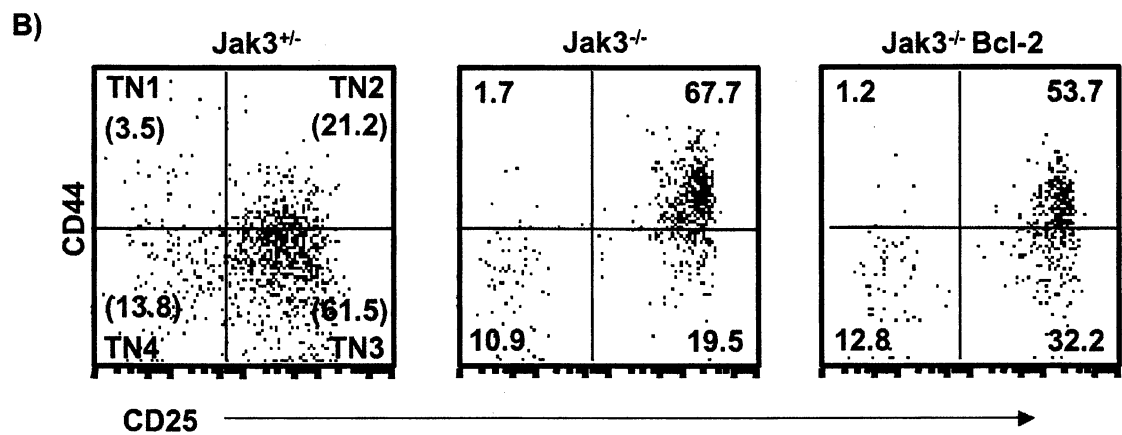 B)
Jak3+/- Jak3-/- Jak3-/- Bcl-2
TN1 TN2 1.7 67.7 1.2 53.7
(3.5) (21.2)
CD44
(13.8) (61.5) 10.9 19.5 12.8 32.2
TN4 TN3
CD25